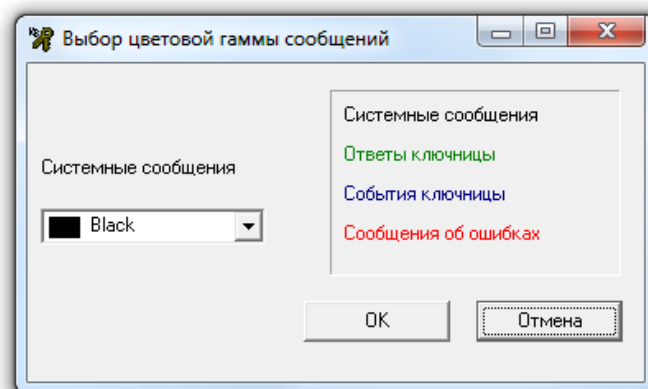 Выбор цветовой гаммы сообщений
Системные сообщения
Black
Системные сообщения
Ответы ключницы
События ключницы
Сообщения об ошибках
OK
Отмена